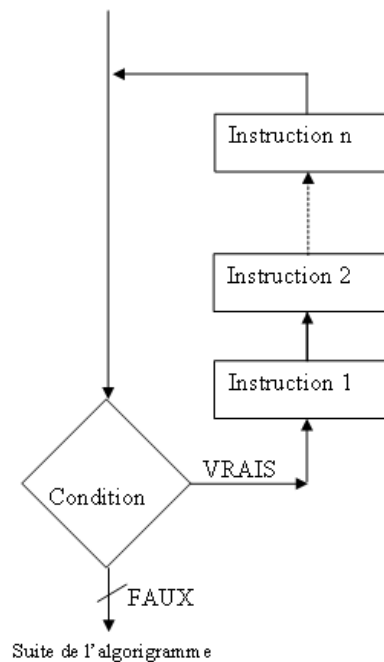 Instruction n
Instruction 2
Instruction 1
VRAIS
Condition
FAUX
Suite de l'algorigramme